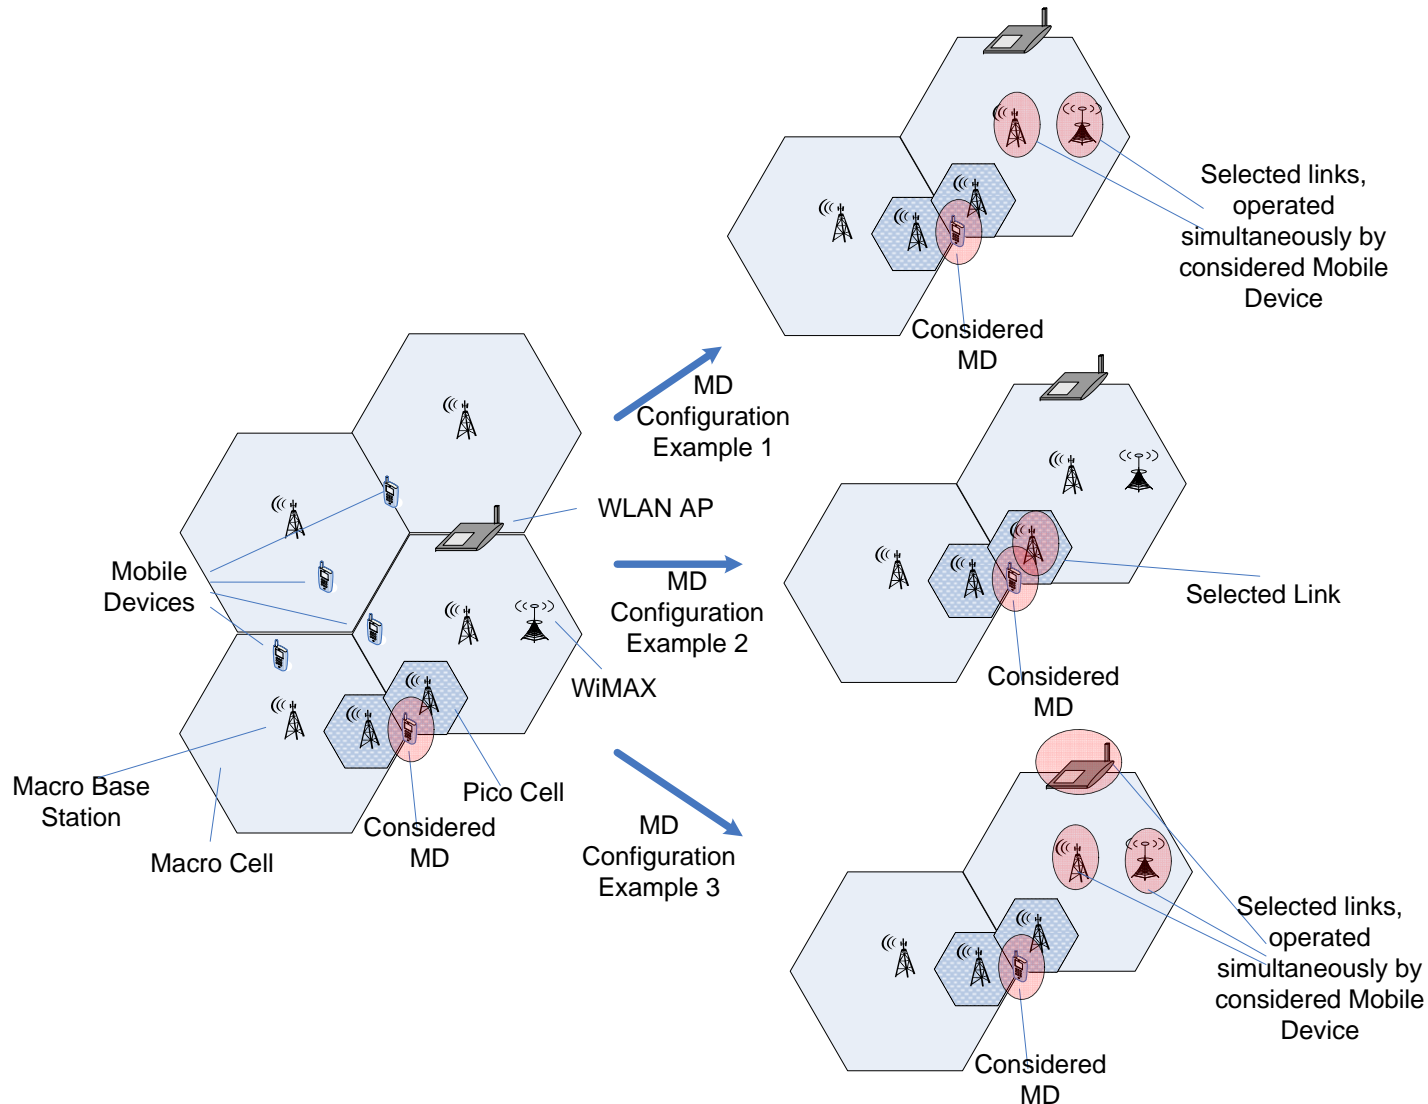 Selected links,
operated
simultaneously by
considered Mobile
Device
Considered
MD
MD
Configuration
Example 1
WLAN AP
Mobile
Devices
MD
Configuration
Example 2
Selected Link
WiMAX
Considered
MD
Macro Base
Station
Pico Cell
Considered
MD
Macro Cell
MD
Configuration
Example 3
Selected links,
operated
simultaneously by
considered Mobile
Device
Considered
MD